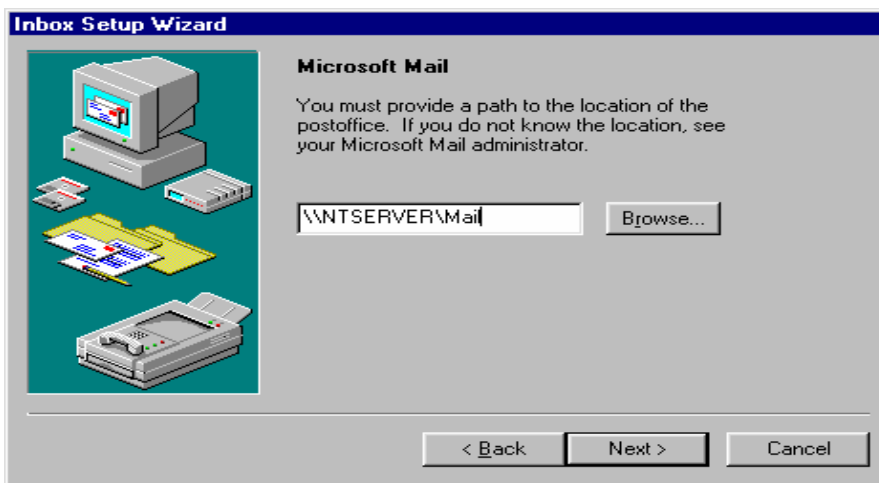 Inbox Setup Wizard
Microsoft Mail
You must provide a path to the location of the
postoffice. If you do not know the location, see
your Microsoft Mail administrator.
\\NTSERVER\Mail
Browse...
< Back
Next >
Cancel